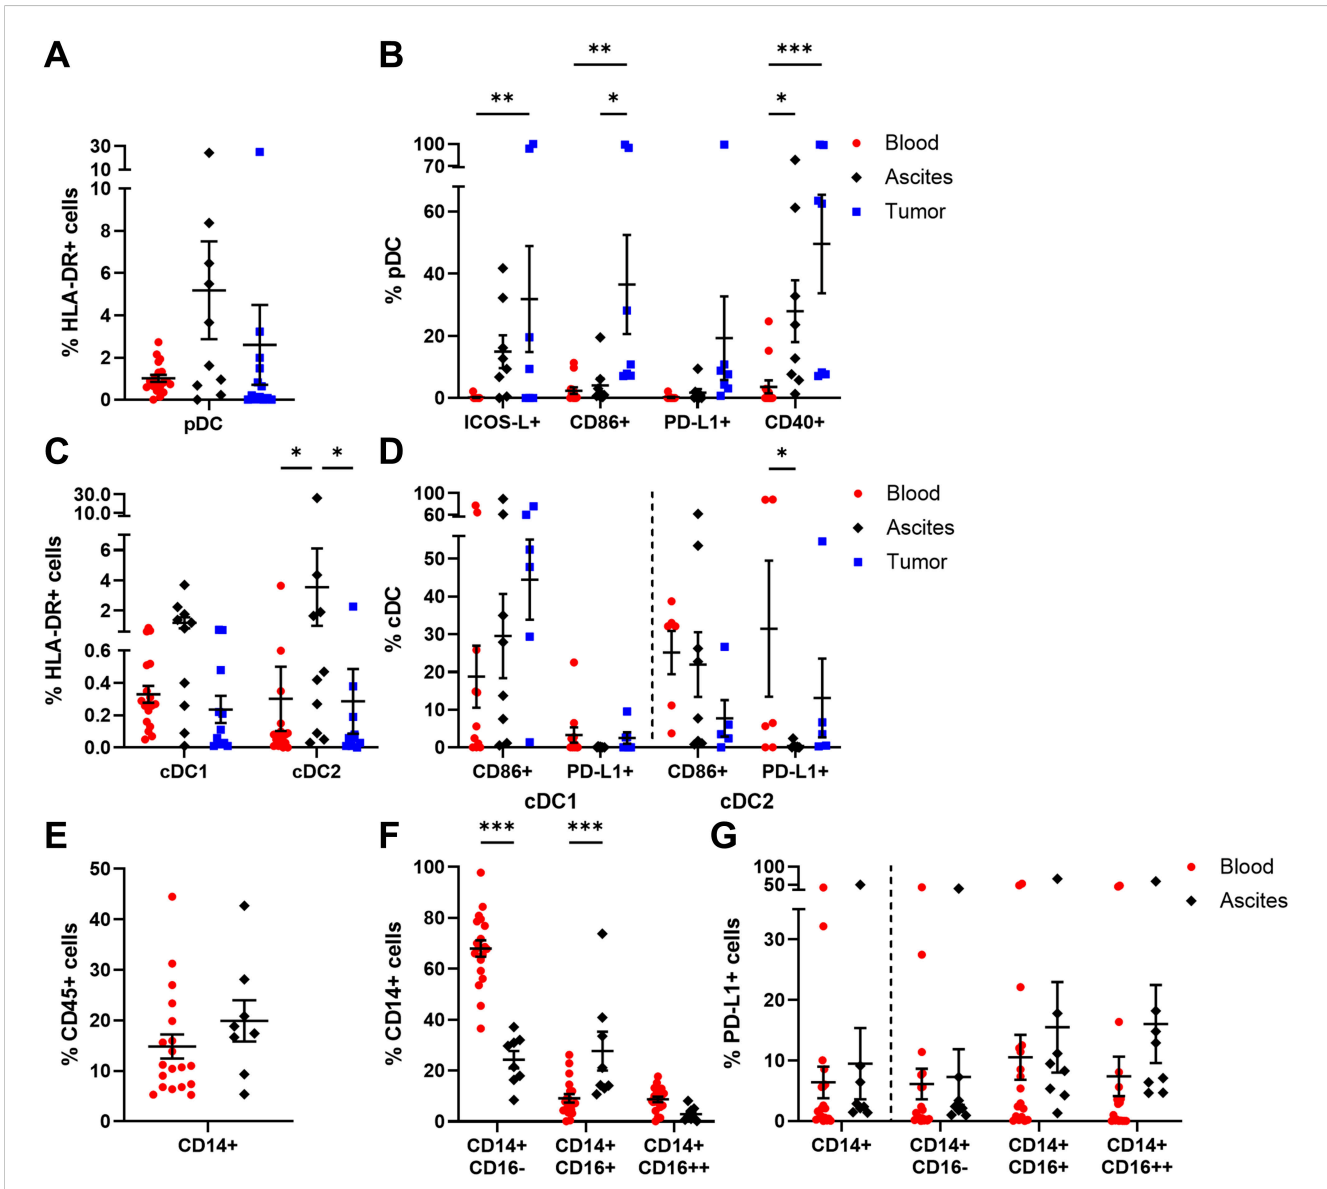 A
% HLA-DR+ cells
30
10
10
8
6
4
2
0
pDC
B
% pDC
**
*
**
*
***
100
70
60
40
20
0
ICOS-L+ CD86+ PD-L1+ CD40+
Blood
Ascites
Tumor
C
% HLA-DR+ cells
* *
30.0
10.0
6
4
2
0.6
0.4
0.2
0.0
cDC1 cDC2
D
% cDC
*
100
60
50
40
30
20
10
0
CD86+ PD-L1+ CD86+ PD-L1+
cDC1 cDC2
Blood
Ascites
Tumor
E
% CD45+ cells
50
40
30
20
10
0
CD14+
F
% CD14+ cells
*** ***
100
80
60
40
20
0
CD14+ CD14+ CD14+
CD16- CD16+ CD16++
G
% PD-L1+ cells
100
50
30
20
10
0
CD14+ CD14+ CD14+ CD14+
CD16- CD16+ CD16++
Blood
Ascites